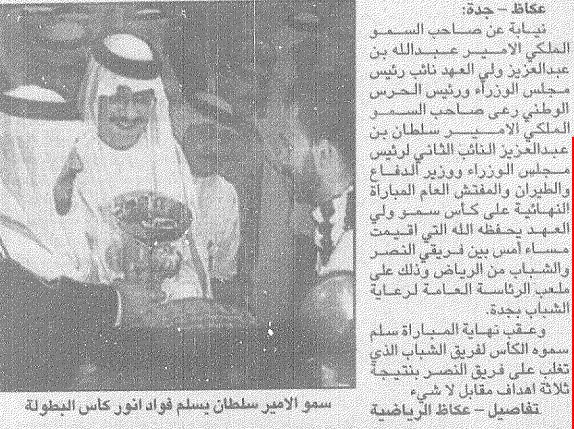 عكاظ - جدة:
نيابة عن صاحب السمو
الملكي الامير عبدالله بن
عبدالعزيز ولي العهد نائب رئيس
مجلس الوزراء ورئيس الحرس
الوطني رعى صاحب السمو
الملكي الامير سلطان بن
عبدالعزيز النائب الثاني لرئيس
مجلس الوزراء ووزير الدفاع
والطيران والمفتش العام المباراة
النهائية على كأس سمو ولي
العهد يحفظه الله التي اقيمت
مساء أمس بين فريقي النصر
والشباب من الرياض وذلك على
ملعب الرئاسة العامة لرعاية
الشباب بجدة.
وعقب نهاية المباراة سلم
سموه الكأس لفريق الشباب الذي
تغلب على فريق النصر بنتيجة
ثلاثة اهداف مقابل لا شيء
تفاصيل - عكاظ الرياضية
سمو الامير سلطان يسلم فواد انور كاس البطولة